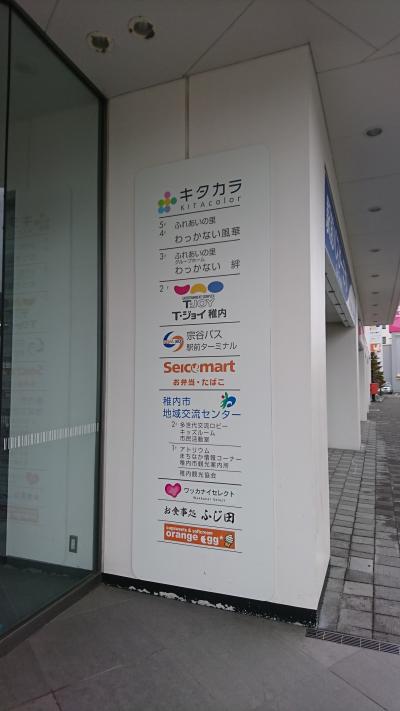 キタカラ
KITAcolor
5F ふれあいの里
4F わっかない風華
3F ふれあいの里
グループホーム
わっかない 絆
2F
T・JOY
T・ジョイ 稚内
宗谷バス
駅前ターミナル
Seicomart
お弁当・たばこ
稚内市
地域交流センター
2F 多世代交流ロビー
キッズルーム
市民活動室
1F アトリウム
まちなか情報コーナー
稚内市観光案内所
稚内観光協会
ワッカナイセレクト
Wakkanai Select
お食事処 ふじ田
cupsweets & softcream
orange egg*